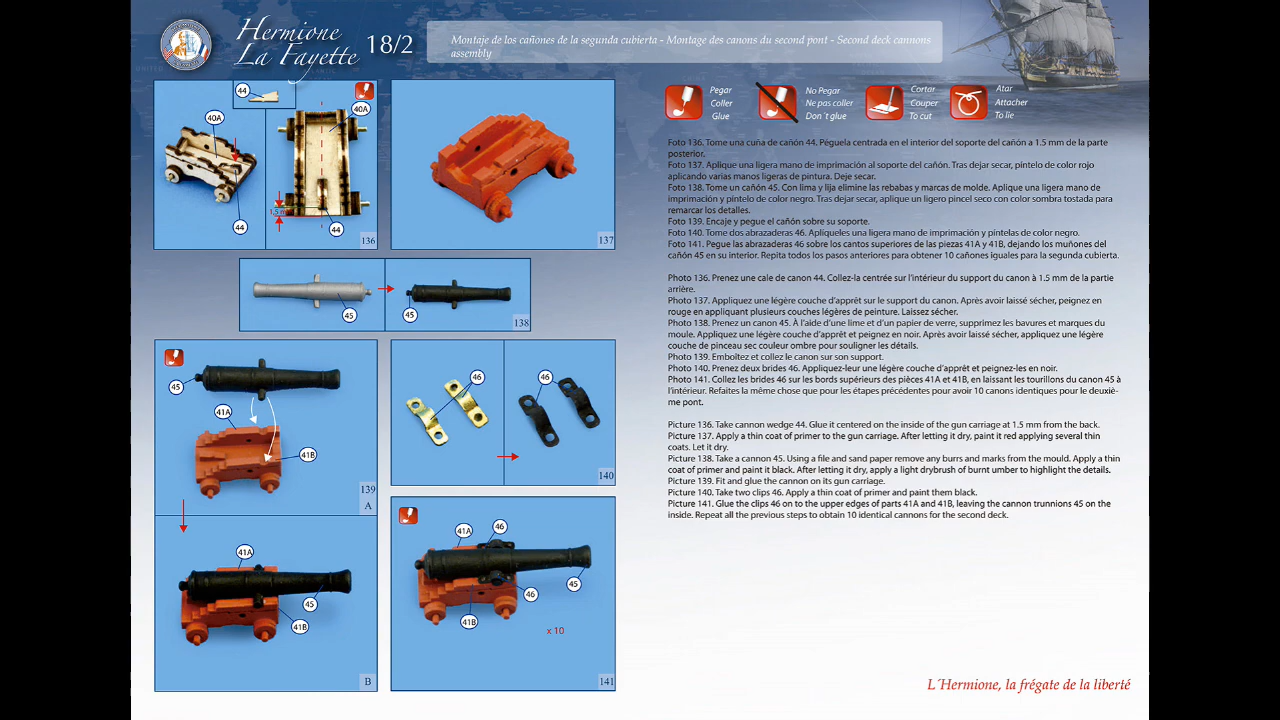 Hermione
La Fayette
18/2
Montaje de los cañones de la segunda cubierta - Montage des canons du second pont - Second deck cannons
assembly
Pegar
Coller
Glue
No Pegar
Ne pas coller
Don´t glue
Cortar
Couper
To cut
Atar
Attacher
To lie
44
40A
44
40A
1,5
44
136
137
45
45
138
45
41A
41B
139
A
41A
45
41B
B
46
46
140
41A
46
45
46
41B
x 10
141
Foto 136. Tome una cuña de cañón 44. Péguela centrada en el interior del soporte del cañón a 1.5 mm de la parte
posterior.
Foto 137. Aplique una ligera mano de imprimación al soporte del cañón. Tras dejar secar, píntelo de color rojo
aplicando varias manos ligeras de pintura. Deje secar.
Foto 138. Tome un cañón 45. Con lima y lija elimine las rebabas y marcas de molde. Aplique una ligera mano de
imprimación y píntelo de color negro. Tras dejar secar, aplique un ligero pincel seco con color sombra tostada para
remarcar los detalles.
Foto 139. Encaje y pegue el cañón sobre su soporte.
Foto 140. Tome dos abrazaderas 46. Aplíqueles una ligera mano de imprimación y píntelas de color negro.
Foto 141. Pegue las abrazaderas 46 sobre los cantos superiores de las piezas 41A y 41B, dejando los muñones del
cañón 45 en su interior. Repita todos los pasos anteriores para obtener 10 cañones iguales para la segunda cubierta.
Photo 136. Prenez une cale de canon 44. Collez-la centrée sur l'intérieur du support du canon à 1.5 mm de la partie
arrière.
Photo 137. Appliquez une légère couche d'apprêt sur le support du canon. Après avoir laissé sécher, peignez en
rouge en appliquant plusieurs couches légères de peinture. Laissez sécher.
Photo 138. Prenez un canon 45. À l'aide d'une lime et d'un papier de verre, supprimez les bavures et marques du
moule. Appliquez une légère couche d'apprêt et peignez en noir. Après avoir laissé sécher, appliquez une légère
couche de pinceau sec couleur ombre pour souligner les détails.
Photo 139. Emboîtez et collez le canon sur son support.
Photo 140. Prenez deux brides 46. Appliquez-leur une légère couche d'apprêt et peignez-les en noir.
Photo 141. Collez les brides 46 sur les bords supérieurs des pièces 41A et 41B, en laissant les tourillons du canon 45 à
l'intérieur. Refaites la même chose que pour les étapes précédentes pour avoir 10 canons identiques pour le deuxiè-
me pont.
Picture 136. Take cannon wedge 44. Glue it centered on the inside of the gun carriage at 1.5 mm from the back.
Picture 137. Apply a thin coat of primer to the gun carriage. After letting it dry, paint it red applying several thin
coats. Let it dry.
Picture 138. Take a cannon 45. Using a file and sand paper remove any burrs and marks from the mould. Apply a thin
coat of primer and paint it black. After letting it dry, apply a light drybrush of burnt umber to highlight the details.
Picture 139. Fit and glue the cannon on its gun carriage.
Picture 140. Take two clips 46. Apply a thin coat of primer and paint them black.
Picture 141. Glue the clips 46 on to the upper edges of parts 41A and 41B, leaving the cannon trunnions 45 on the
inside. Repeat all the previous steps to obtain 10 identical cannons for the second deck.
L´Hermione, la frégate de la liberté